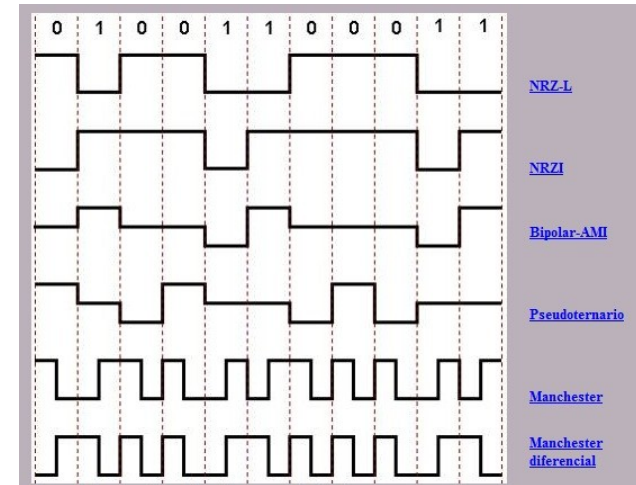 0 1 0 0 1 1 0 0 0 1 1
NRZ-L
NRZI
Bipolar-AMI
Pseudoternario
Manchester
Manchester
diferencial